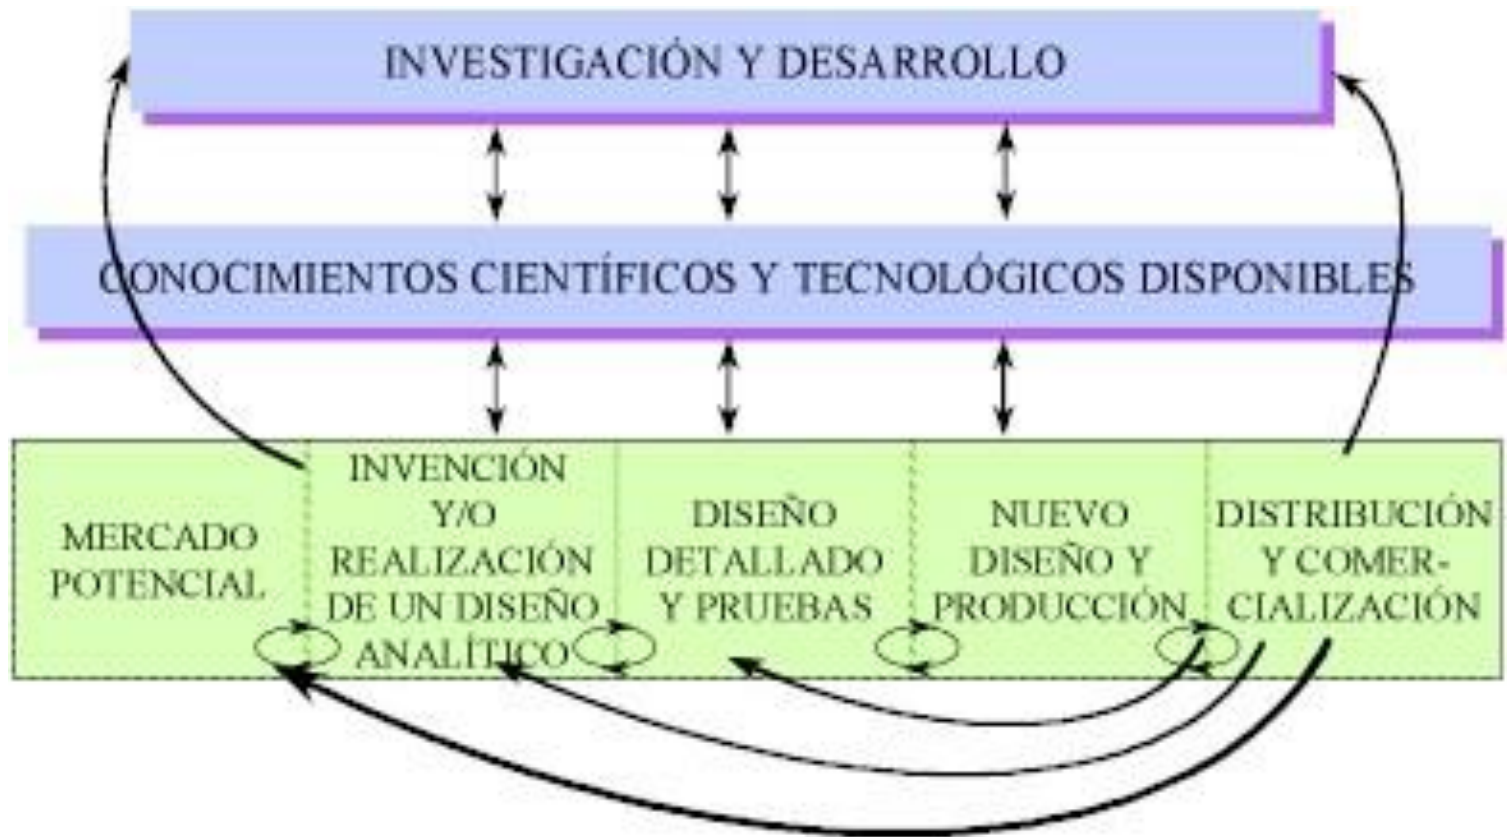 INVESTIGACIÓN Y DESARROLLO
CONOCIMIENTOS CIENTÍFICOS Y TECNOLÓGICOS DISPONIBLES
MERCADO
POTENCIAL
INVENCIÓN
Y/O
REALIZACIÓN
DE UN DISEÑO
ANALÍTICO
DISEÑO
DETALLADO
Y PRUEBAS
NUEVO
DISEÑO Y
PRODUCCIÓN
DISTRIBUCIÓN
Y COMER-
CIALIZACIÓN